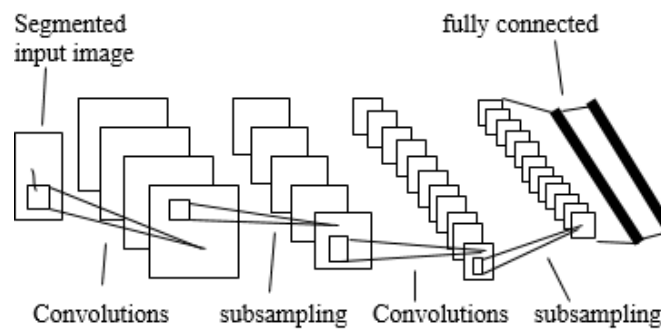 Segmented
input image
fully connected
Convolutions
subsampling
Convolutions
subsampling